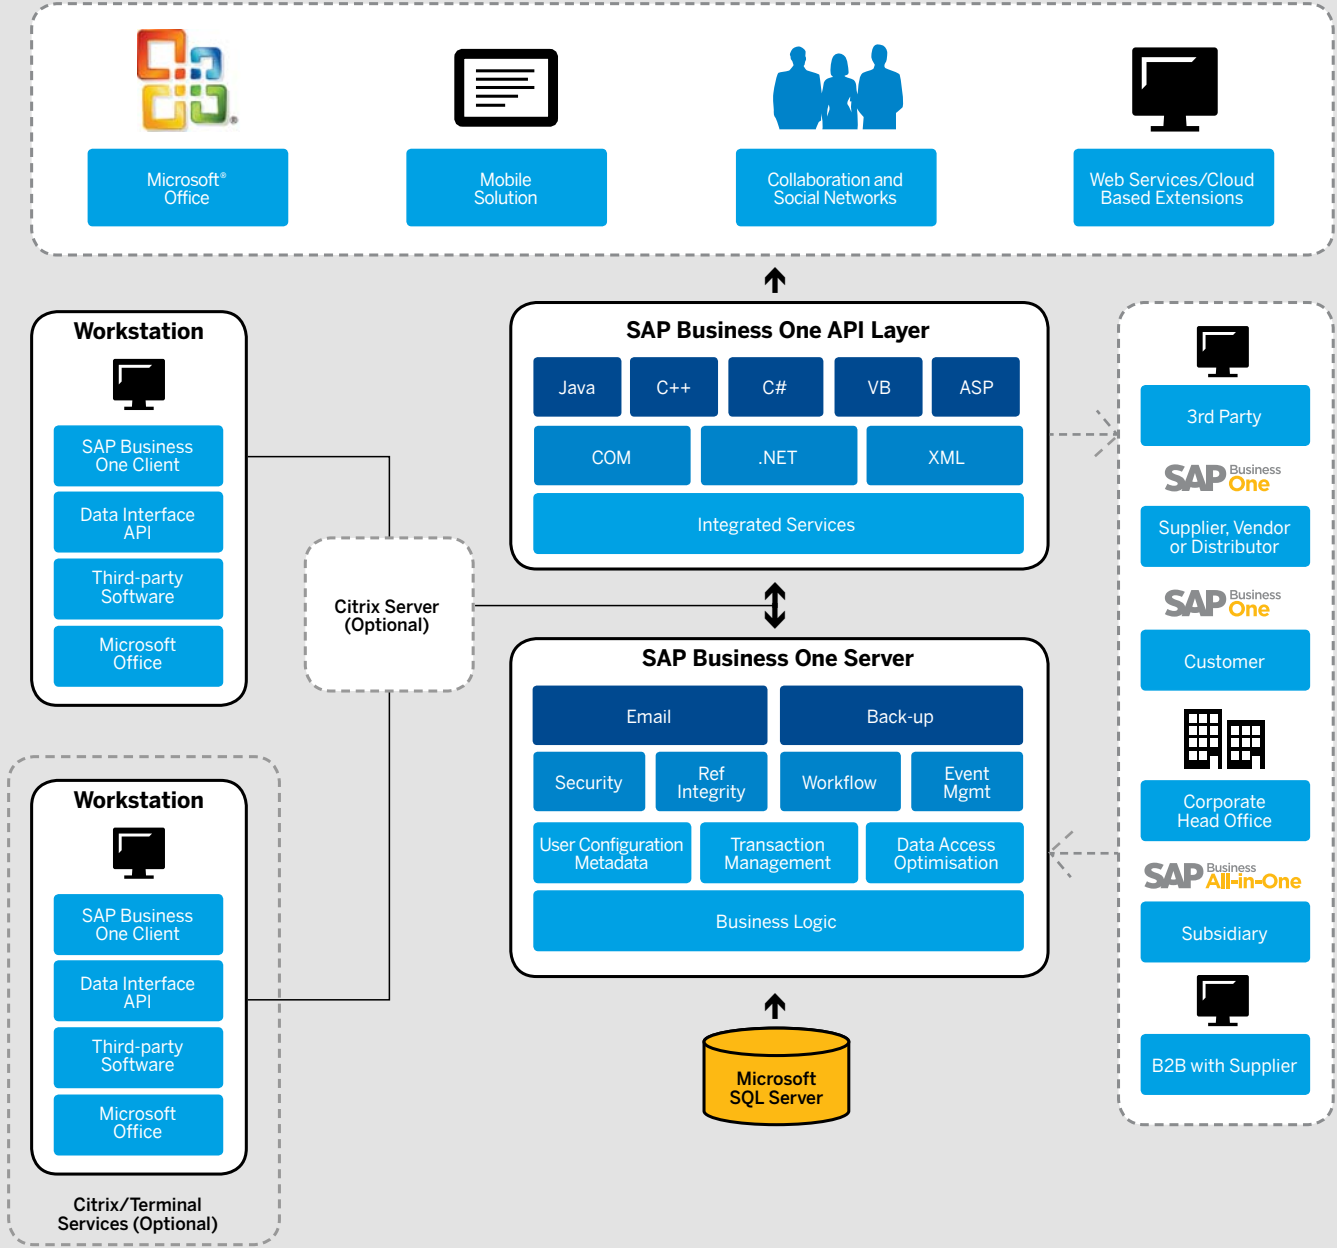 Microsoft®
Office
Mobile
Solution
Collaboration and
Social Networks
Web Services/Cloud
Based Extensions
Workstation
SAP Business
One Client
Data Interface
API
Third-party
Software
Microsoft
Office
Workstation
SAP Business
One Client
Data Interface
API
Third-party
Software
Microsoft
Office
Citrix/Terminal
Services (Optional)
Citrix Server
(Optional)
SAP Business One API Layer
Java
C++
C#
VB
ASP
COM
.NET
XML
Integrated Services
SAP Business One Server
Email
Back-up
Security
Ref
Integrity
Workflow
Event
Mgmt
User Configuration
Metadata
Transaction
Management
Data Access
Optimisation
Business Logic
Microsoft
SQL Server
3rd Party
SAP Business
One
Supplier, Vendor
or Distributor
SAP Business
One
Customer
Corporate
Head Office
SAP Business
All-in-One
Subsidiary
B2B with Supplier